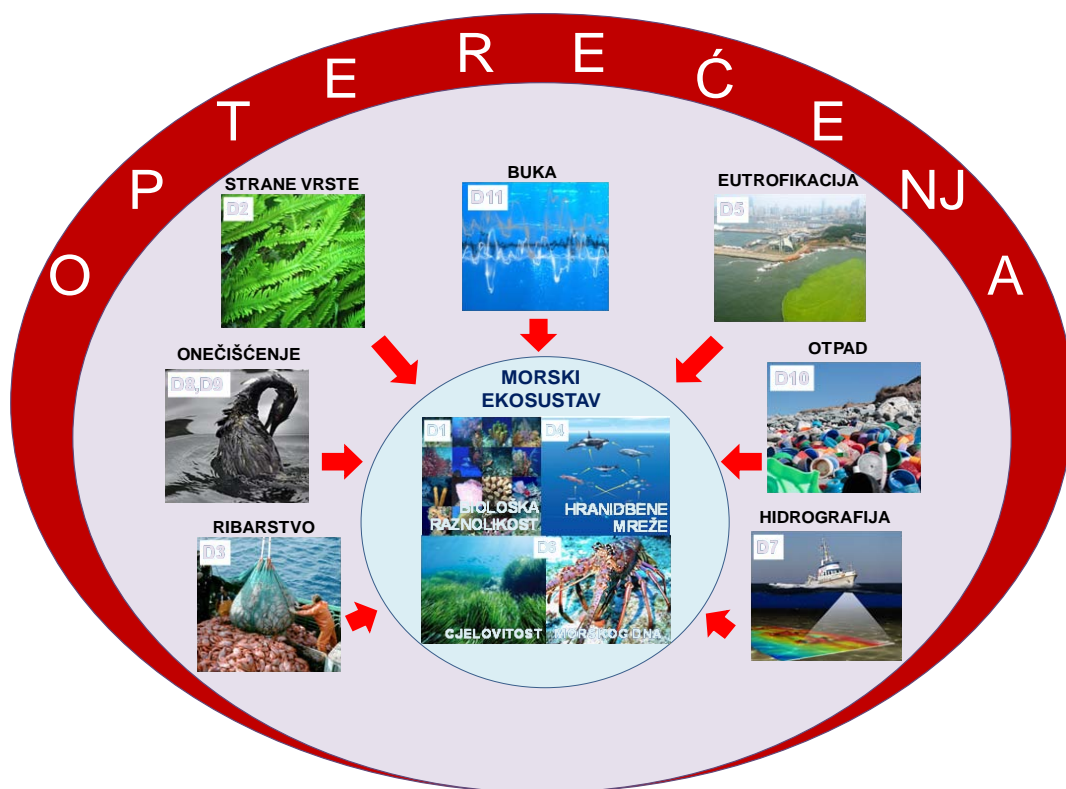 OPTEREĆENJA
STRANE VRSTE
D2
BUKA
D11
EUTROFIKACIJA
D5
ONEČIŠĆENJE
D8,D9
OTPAD
D10
RIBARSTVO
D3
HIDROGRAFIJA
D7
MORSKI
EKOSUSTAV
D1
BIOLOŠKA
RAZNOLIKOST
D4
HRANIDBENE
MREŽE
D6
CJELOVITOST MORSKOG DNA